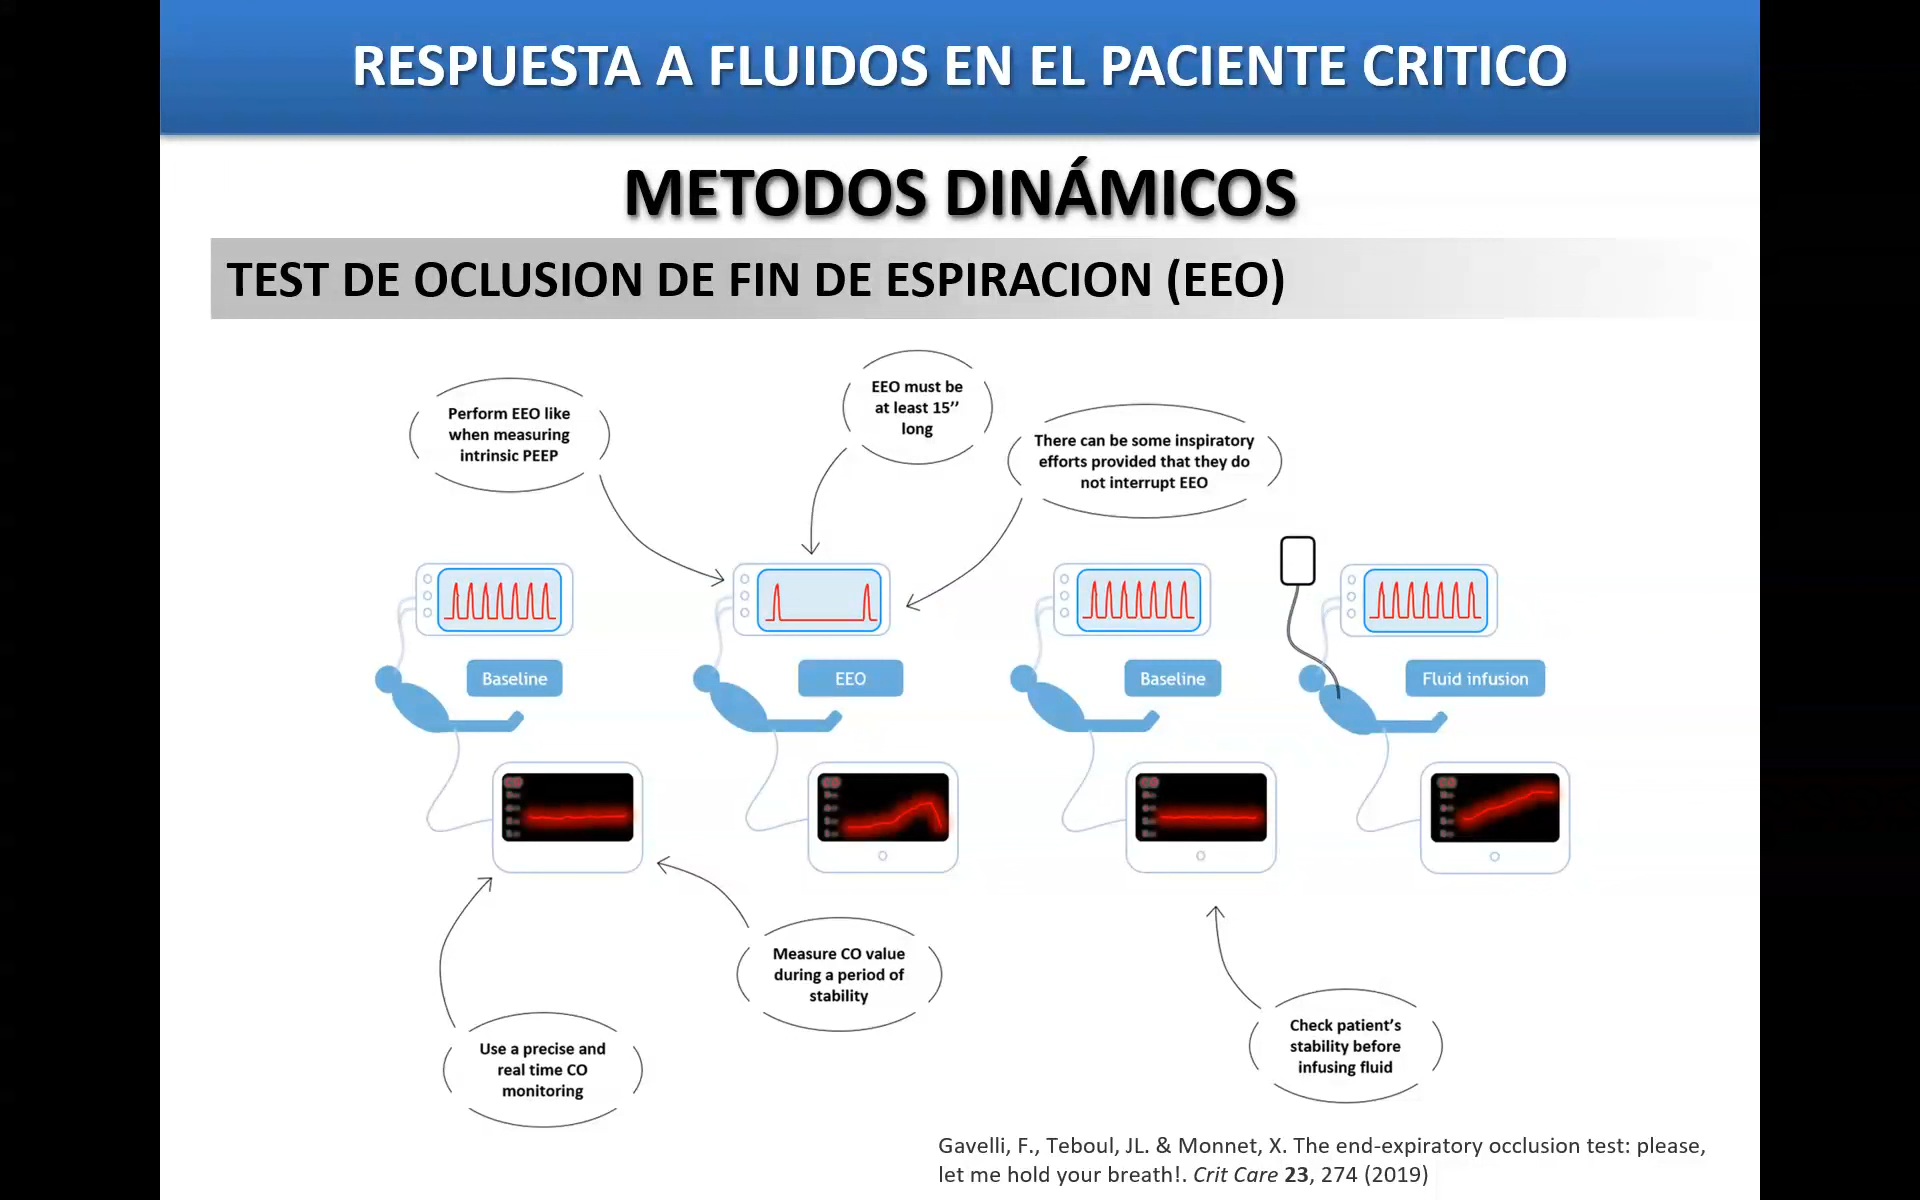 RESPUESTA A FLUIDOS EN EL PACIENTE CRITICO
METODOS DINÁMICOS
TEST DE OCLUSION DE FIN DE ESPIRACION (EEO)
Perform EEO like
when measuring
intrinsic PEEP
EEO must be
at least 15’’
long
There can be some inspiratory
efforts provided that they do
not interrupt EEO
Baseline
EEO
Baseline
Fluid infusion
CO
CO
CO
CO
Measure CO value
during a period of
stability
Use a precise and
real time CO
monitoring
Check patient’s
stability before
infusing fluid
Gavelli, F., Teboul, JL. & Monnet, X. The end-expiratory occlusion test: please,
let me hold your breath!. Crit Care 23, 274 (2019)